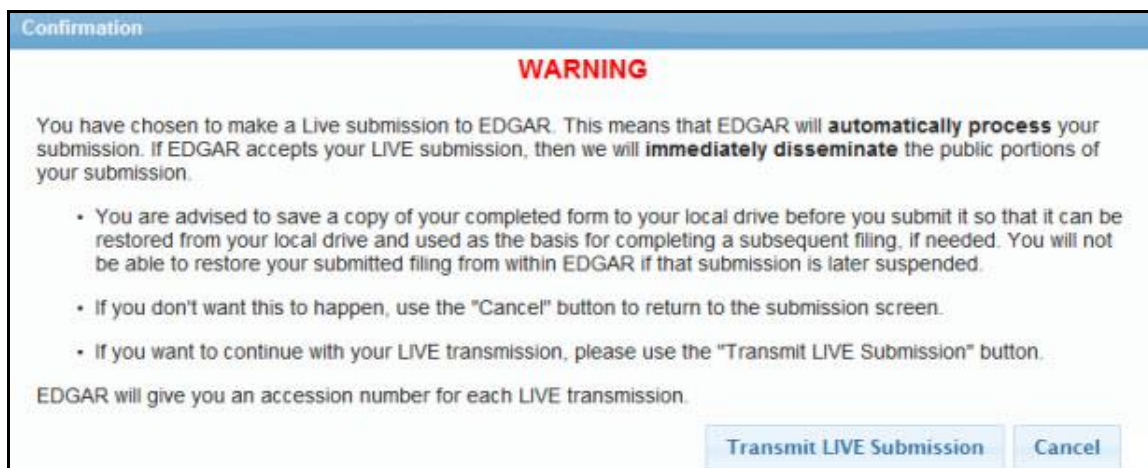 Confirmation
WARNING
You have chosen to make a Live submission to EDGAR. This means that EDGAR will automatically process your
submission. If EDGAR accepts your LIVE submission, then we will immediately disseminate the public portions of
your submission.
• You are advised to save a copy of your completed form to your local drive before you submit it so that it can be
restored from your local drive and used as the basis for completing a subsequent filing, if needed. You will not
be able to restore your submitted filing from within EDGAR if that submission is later suspended.
• If you don't want this to happen, use the "Cancel" button to return to the submission screen.
• If you want to continue with your LIVE transmission, please use the "Transmit LIVE Submission" button.
EDGAR will give you an accession number for each LIVE transmission.
Transmit LIVE Submission Cancel